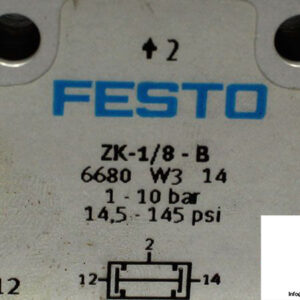 ↑ 2
FESTO
ZK-1/8 - B
6680 W3 14
1 - 10 bar
14,5 - 145 psi
2
12 14
12